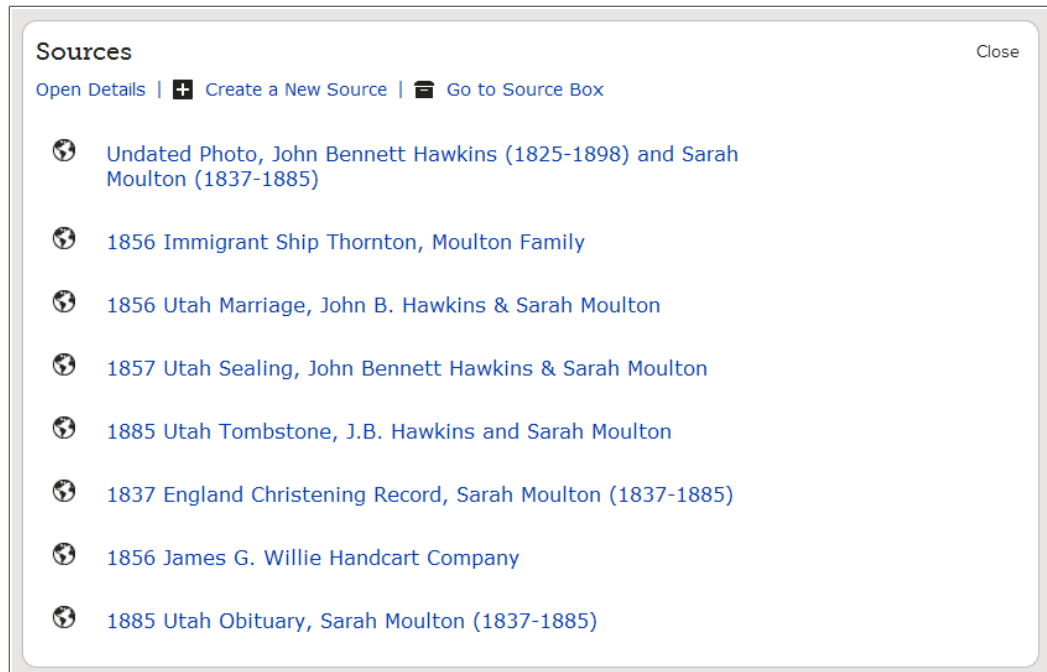 Sources
Close
Open Details | Create a New Source | Go to Source Box
Undated Photo, John Bennett Hawkins (1825-1898) and Sarah
Moulton (1837-1885)
1856 Immigrant Ship Thornton, Moulton Family
1856 Utah Marriage, John B. Hawkins & Sarah Moulton
1857 Utah Sealing, John Bennett Hawkins & Sarah Moulton
1885 Utah Tombstone, J.B. Hawkins and Sarah Moulton
1837 England Christening Record, Sarah Moulton (1837-1885)
1856 James G. Willie Handcart Company
1885 Utah Obituary, Sarah Moulton (1837-1885)